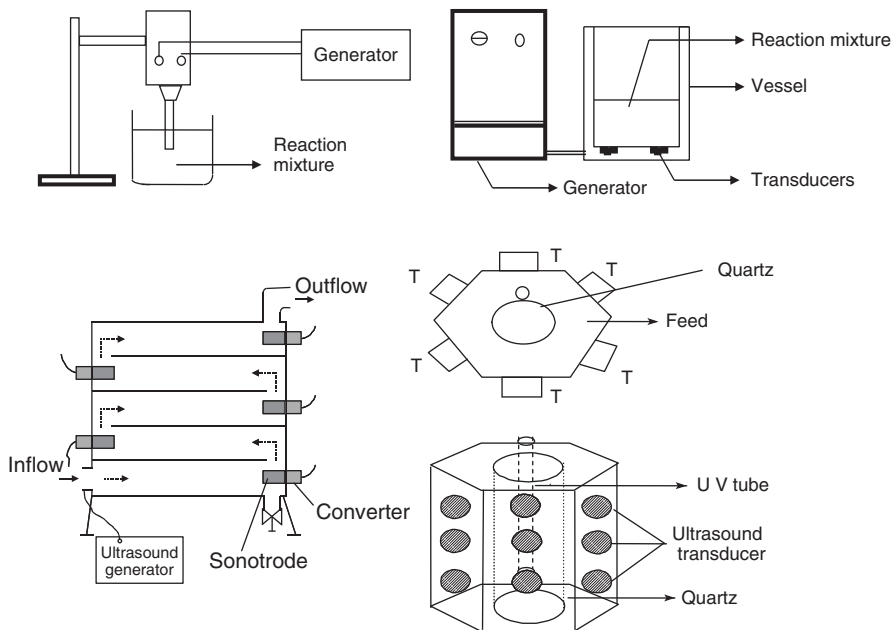 Generator
Reaction
mixture
Reaction mixture
Vessel
Transducers
Generator
Outflow
Inflow
Converter
Sonotrode
Ultrasound
generator
T
T
T
T
T
T
Quartz
Feed
U V tube
Ultrasound
transducer
Quartz